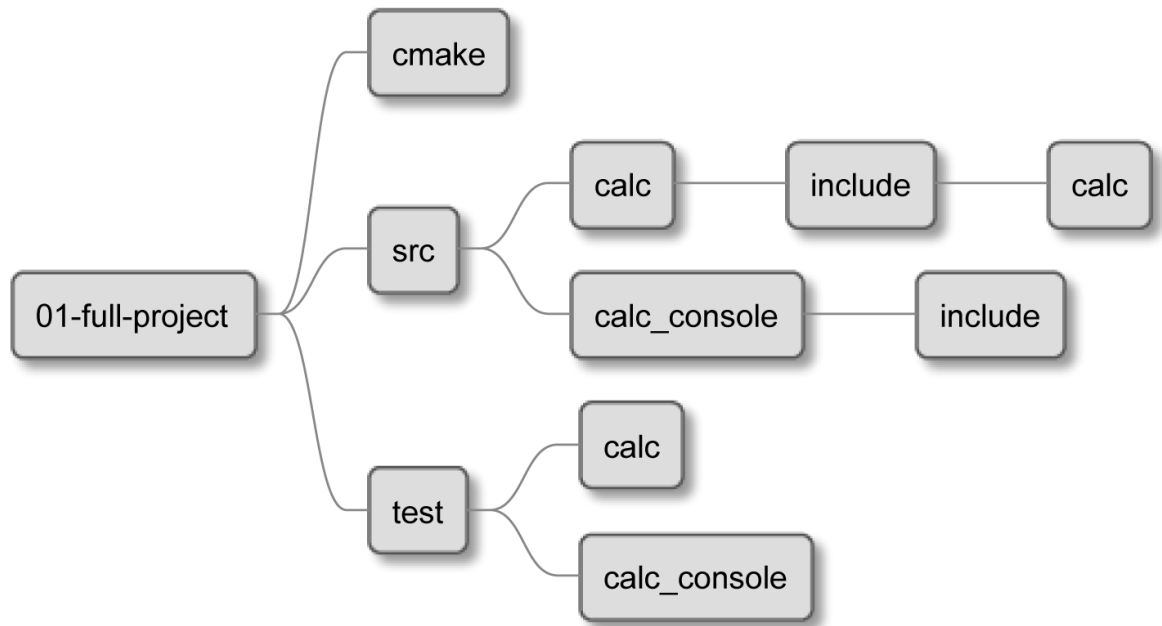 cmake
calc
include
calc
src
01-full-project
calc_console
include
calc
test
calc_console